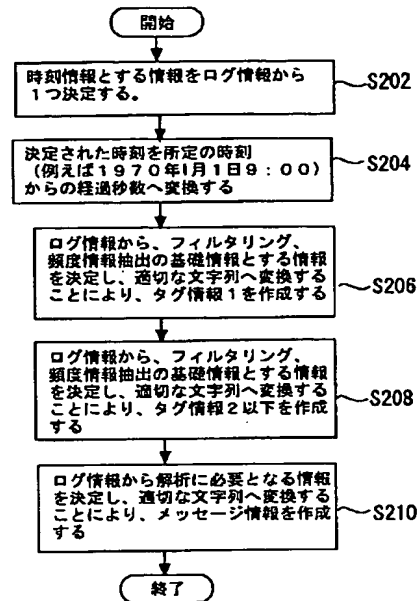 開始
時刻情報とする情報をログ情報から
1つ決定する。
S202
決定された時刻を所定の時刻
(例えば1970年1月1日9:00)
からの経過秒数へ変換する
S204
ログ情報から、フィルタリング、
頻度情報抽出の基礎情報とする情報
を決定し、適切な文字列へ変換する
ことにより、タグ情報1を作成する
S206
ログ情報から、フィルタリング、
頻度情報抽出の基礎情報とする情報
を決定し、適切な文字列へ変換する
ことにより、タグ情報2以下を作成
する
S208
ログ情報から解析に必要となる情報
を決定し、適切な文字列へ変換する
ことにより、メッセージ情報を作成
する
S210
終了